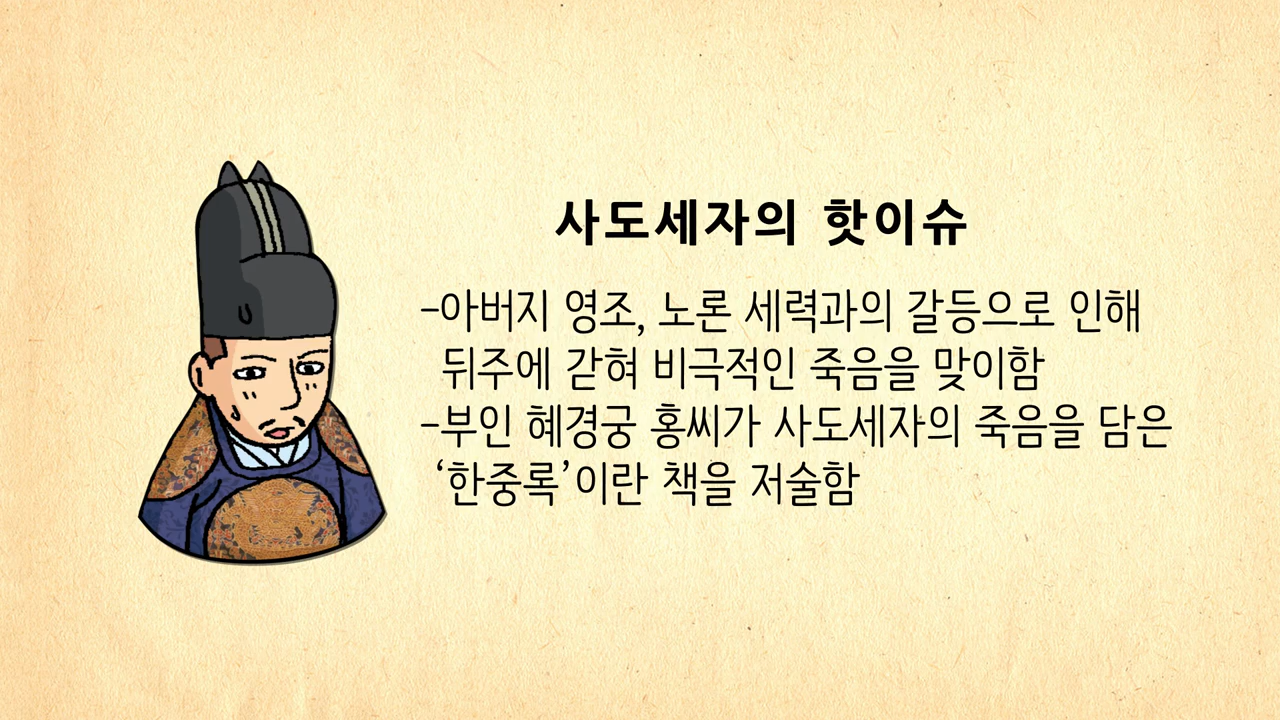 사도세자의 핫이슈
-아버지 영조, 노론 세력과의 갈등으로 인해
뒤주에 갇혀 비극적인 죽음을 맞이함
-부인 혜경궁 홍씨가 사도세자의 죽음을 담은
‘한중록’이란 책을 저술함